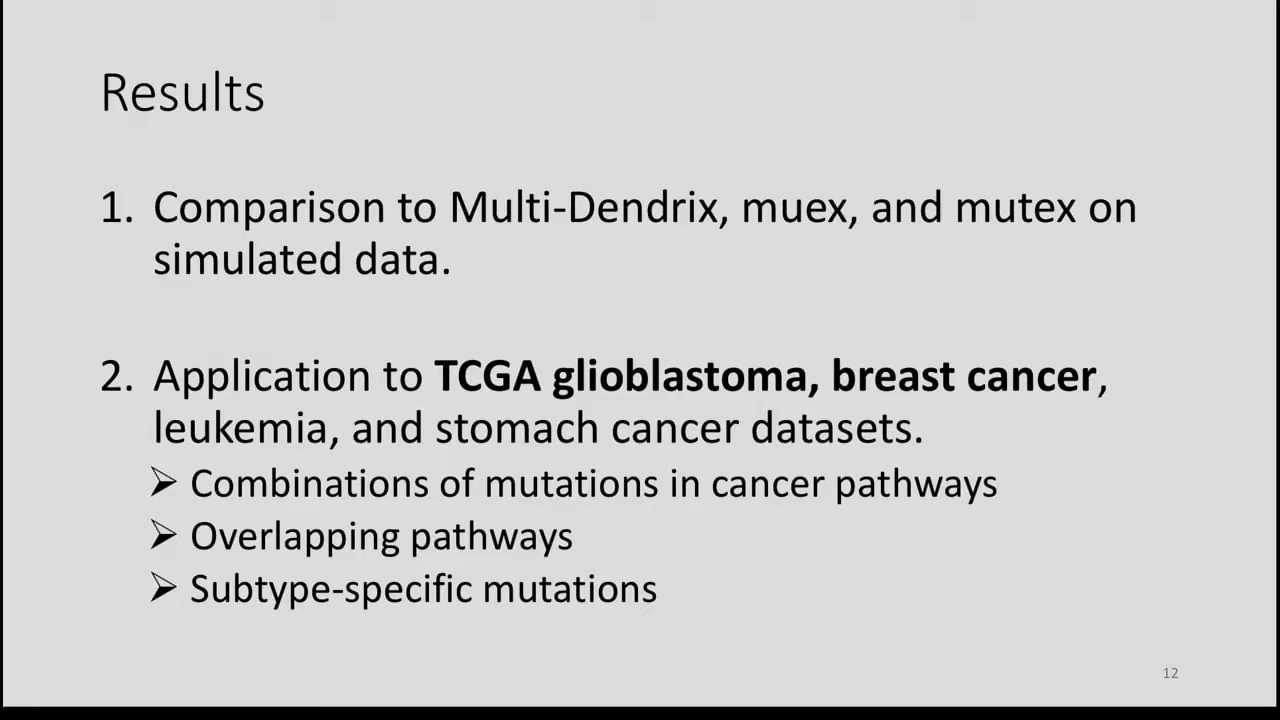 Results
1. Comparison to Multi-Dendrix, muex, and mutex on
simulated data.
2. Application to TCGA glioblastoma, breast cancer,
leukemia, and stomach cancer datasets.
➢ Combinations of mutations in cancer pathways
➢ Overlapping pathways
➢ Subtype-specific mutations
12